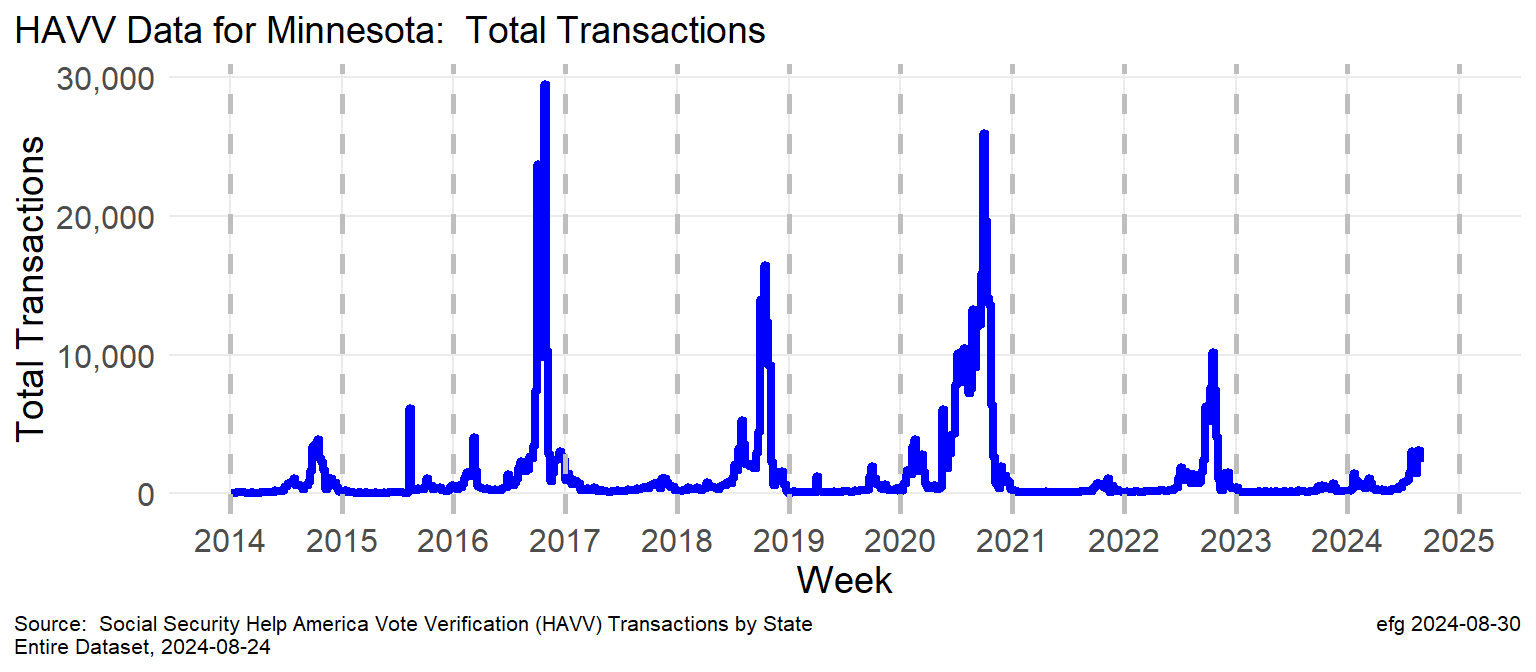 HAVV Data for Minnesota:  Total Transactions
Total Transactions
30,000
20,000
10,000
0
2014 2015 2016 2017 2018 2019 2020 2021 2022 2023 2024 2025
Week
Source:  Social Security Help America Vote Verification (HAVV) Transactions by State
Entire Dataset, 2024-08-24
efg 2024-08-30